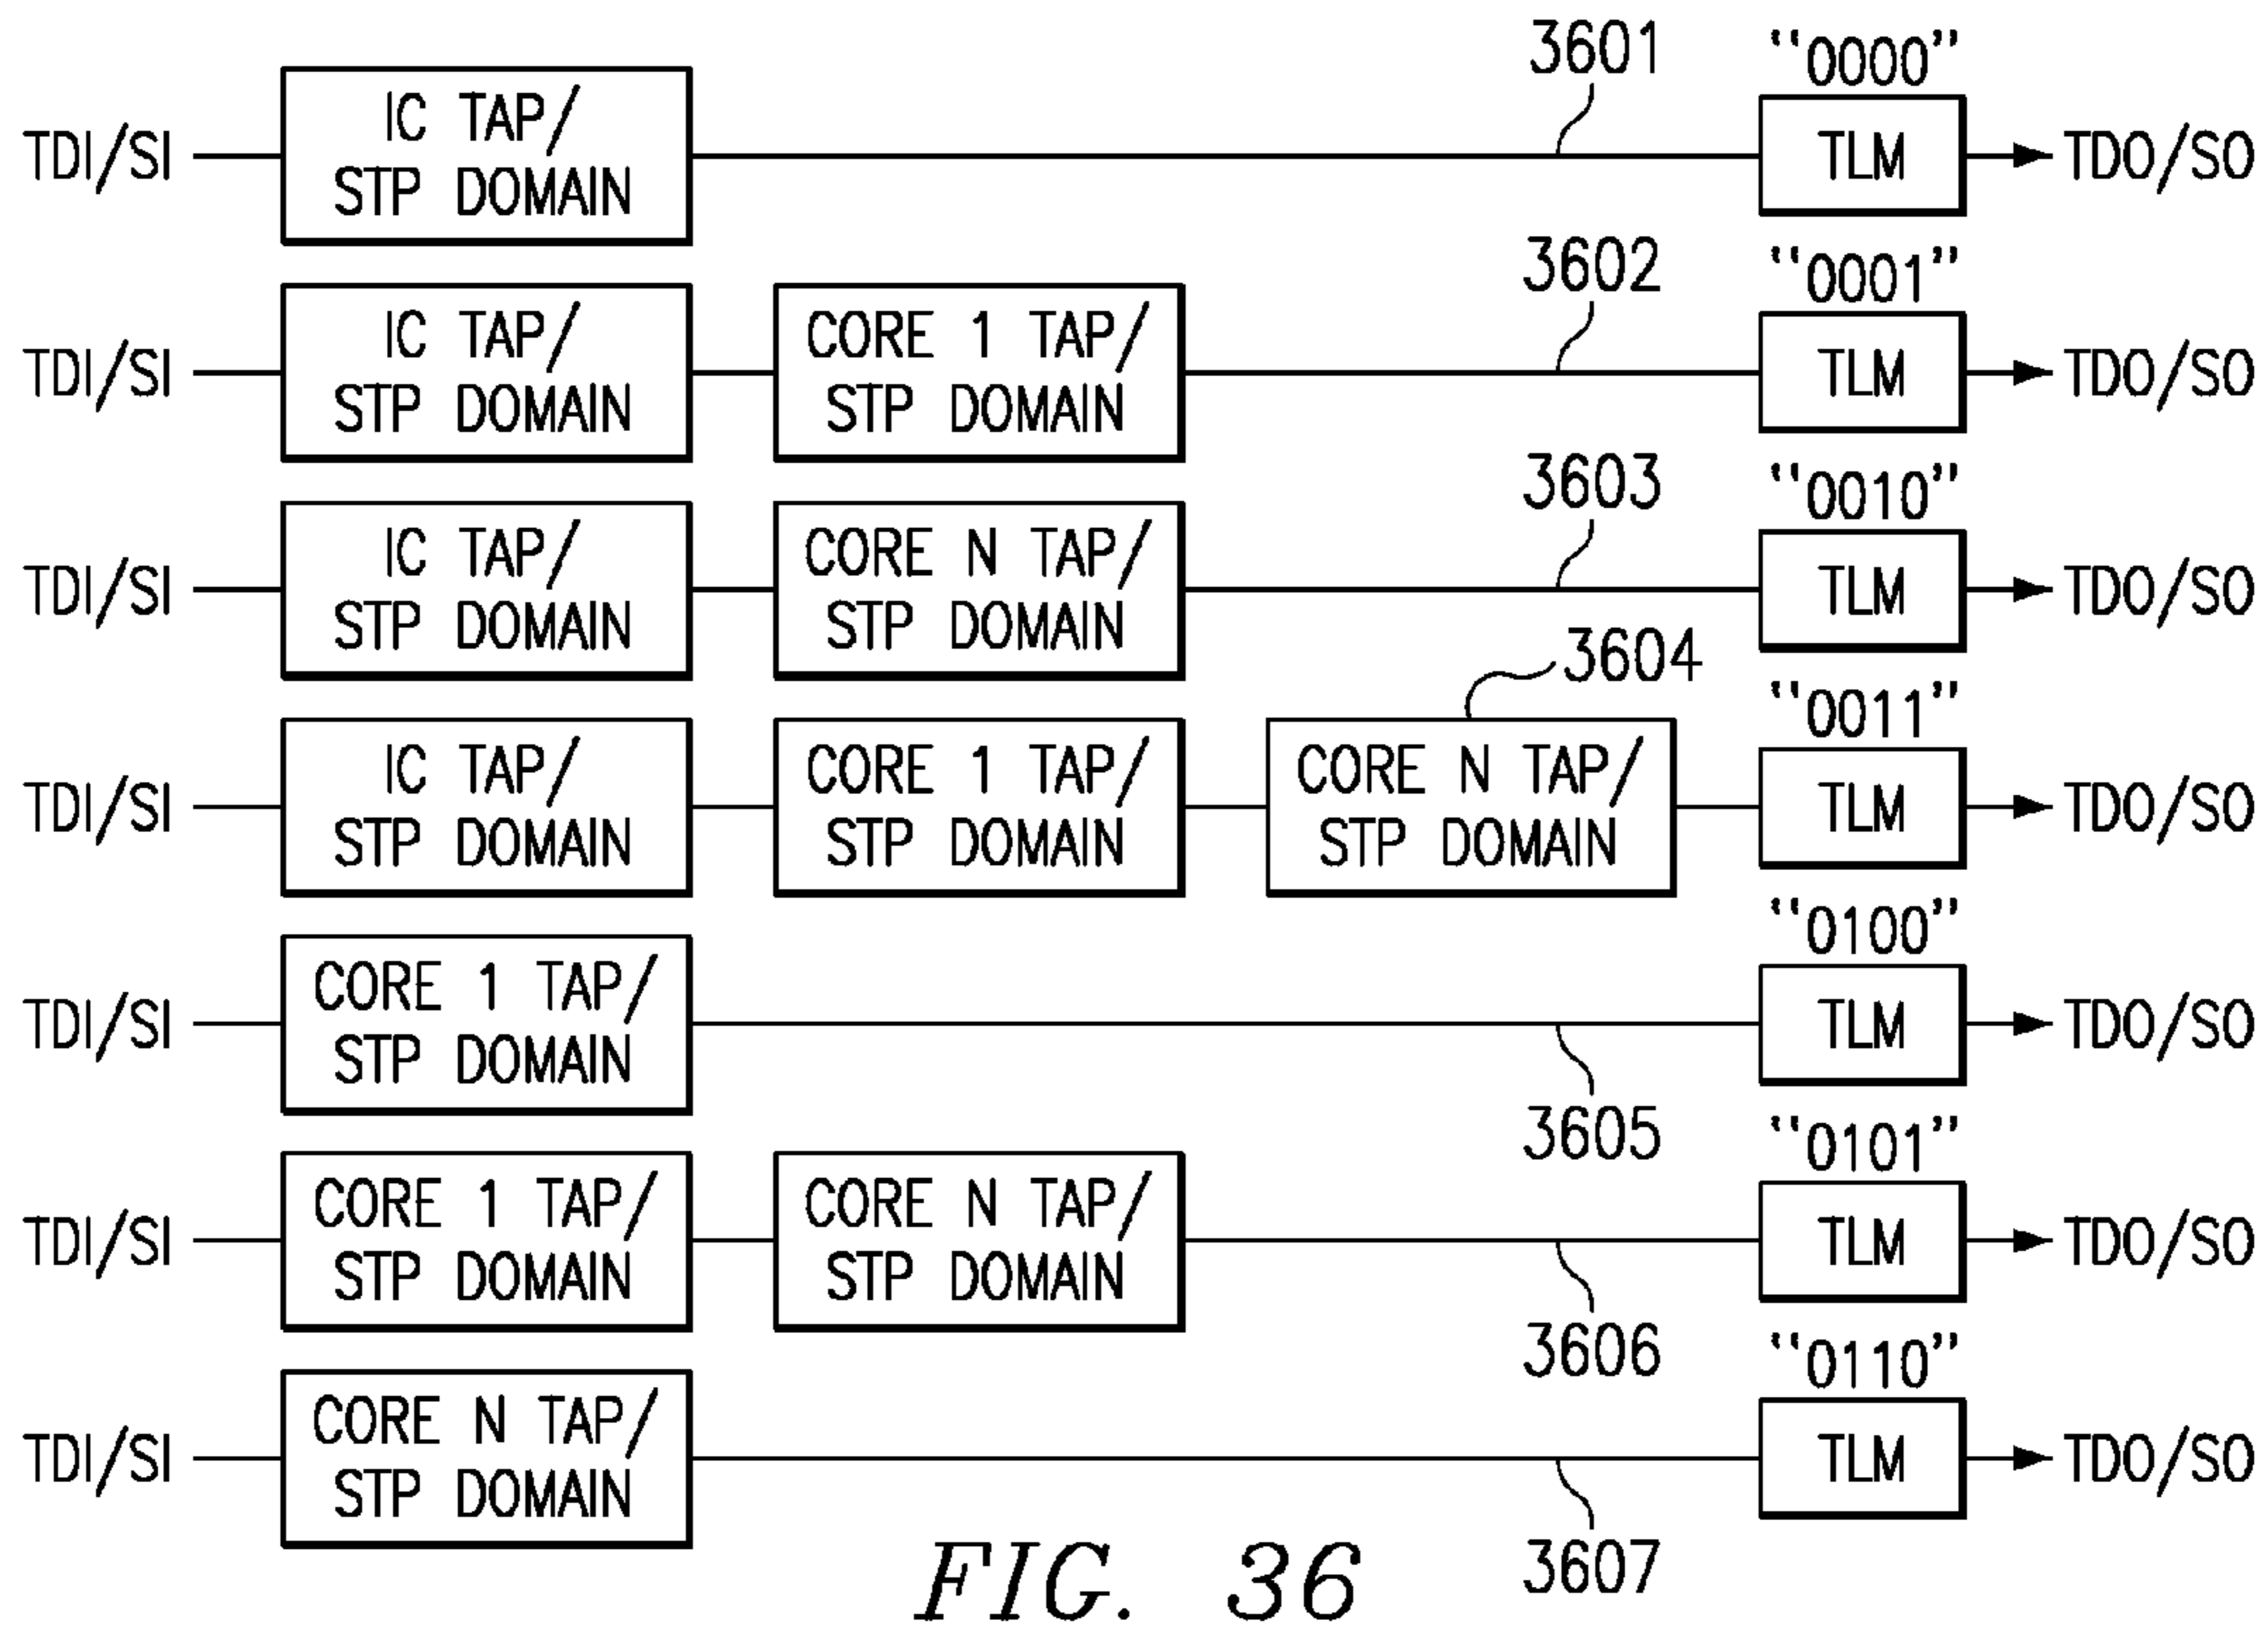 3601 "0000"
TDI/SI IC TAP/ STP DOMAIN TLM TDO/SO
3602 "0001"
TDI/SI IC TAP/ STP DOMAIN CORE 1 TAP/ STP DOMAIN TLM TDO/SO
3603 "0010"
TDI/SI IC TAP/ STP DOMAIN CORE N TAP/ STP DOMAIN TLM TDO/SO
3604 "0011"
TDI/SI IC TAP/ STP DOMAIN CORE 1 TAP/ STP DOMAIN CORE N TAP/ STP DOMAIN TLM TDO/SO
"0100"
TDI/SI CORE 1 TAP/ STP DOMAIN TLM TDO/SO
3605 "0101"
TDI/SI CORE 1 TAP/ STP DOMAIN CORE N TAP/ STP DOMAIN TLM TDO/SO
3606 "0110"
TDI/SI CORE N TAP/ STP DOMAIN TLM TDO/SO
3607
FIG. 36